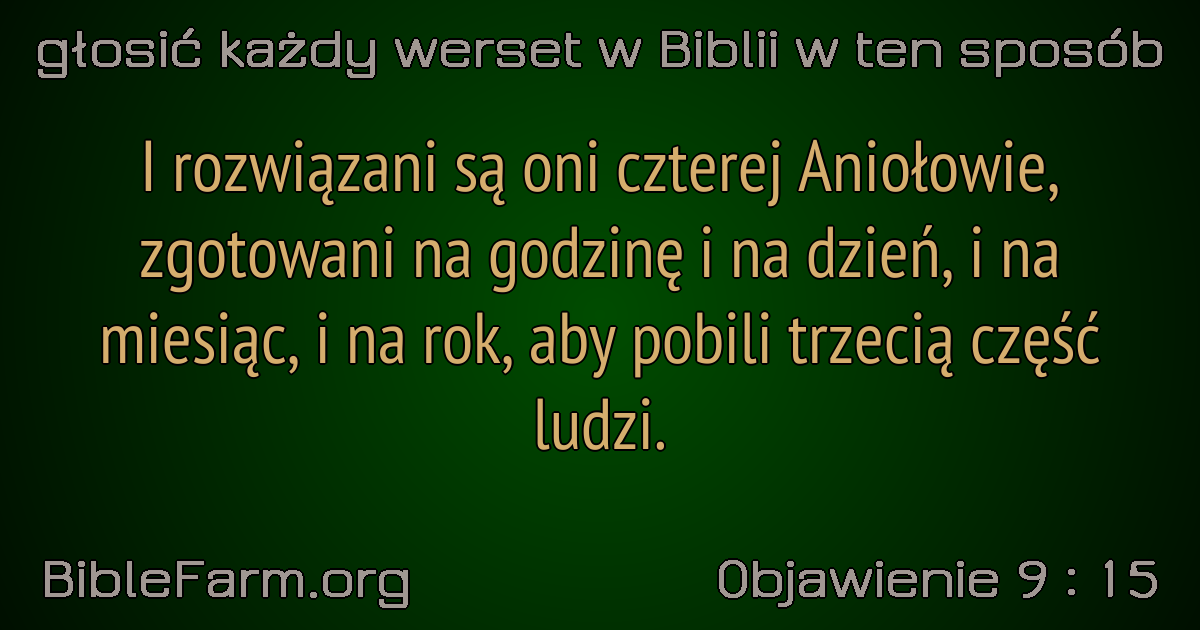 głosić każdy werset w Biblii w ten sposób
I rozwiązani są oni czterej Aniołowie,
zgotowani na godzinę i na dzień, i na
miesiąc, i na rok, aby pobili trzecią część
ludzi.
BibleFarm.org
Objawienie 9 : 15